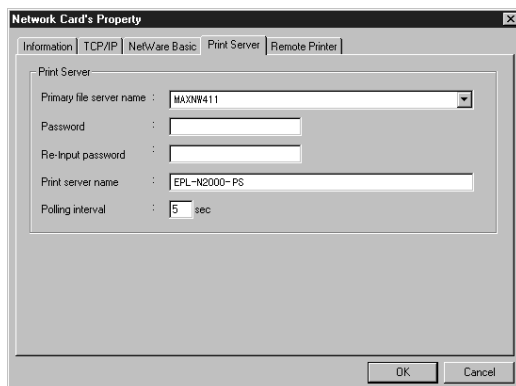 Network Card's Property
Information TCP/IP NetWare Basic Print Server Remote Printer
Print Server
Primary file server name : MAXNW411
Password :
Re-Input password :
Print server name : EPL-N2000-PS
Polling interval : 5 sec
OK Cancel